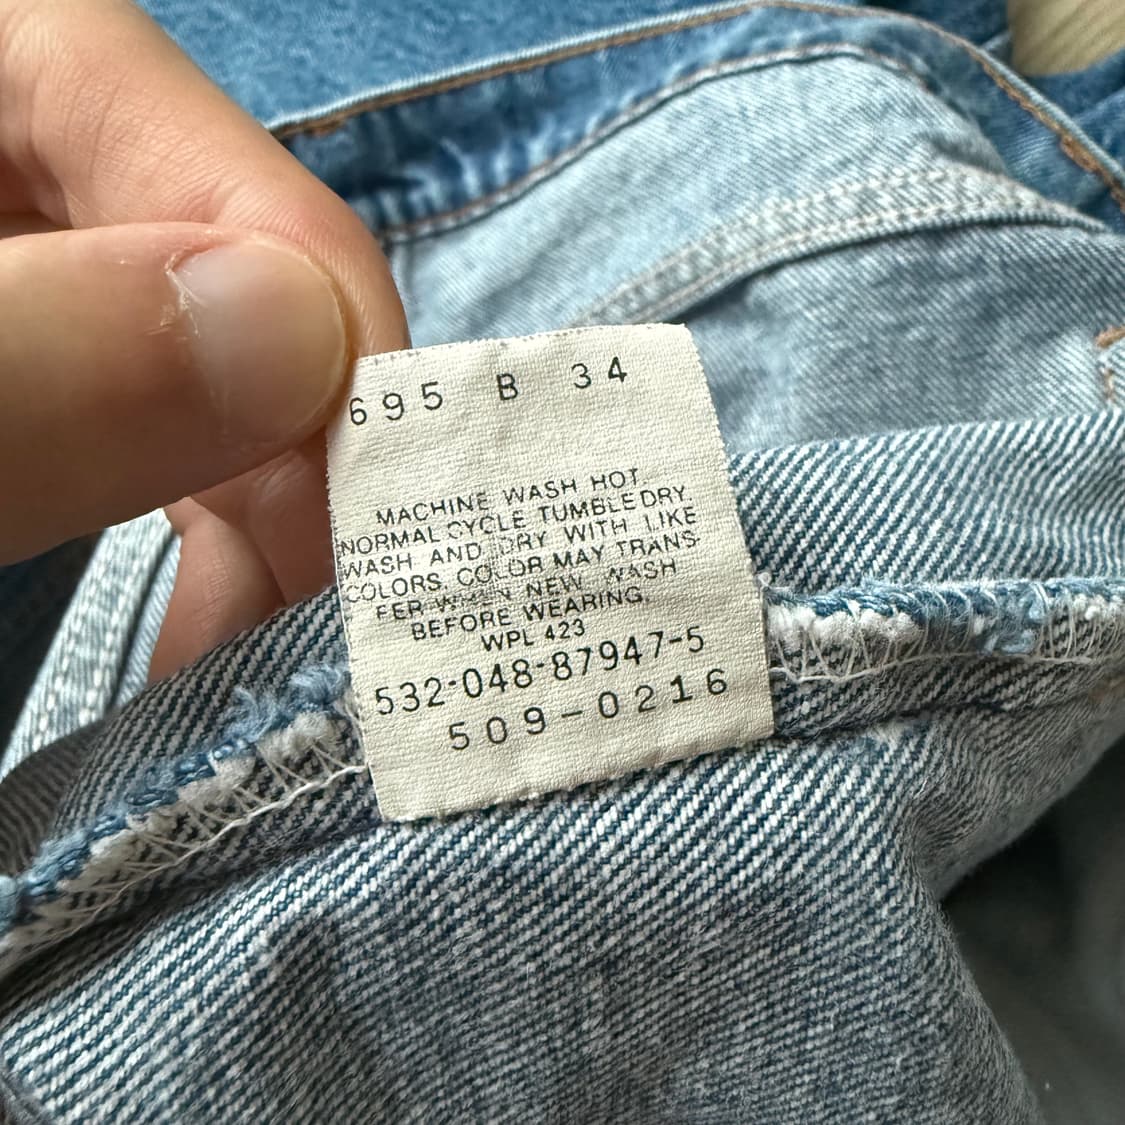 695 B 34
MACHINE WASH HOT.
NORMAL CYCLE TUMBLE DRY.
WASH AND DRY WITH LIKE
COLORS. COLOR MAY TRANS-
FER WHEN NEW. WASH
BEFORE WEARING.
WPL 423
532-048-87947-5
509-0216